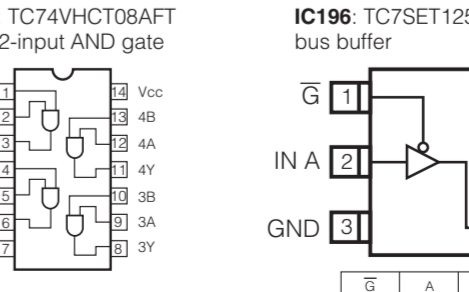 : TC74VHCT08AFT
2-input AND gate
1
2
3
4
5
6
7
14 Vcc
13 4B
12 4A
11 4Y
10 3B
9 3A
8 3Y
IC196: TC7SET125
bus buffer
G 1
IN A 2
GND 3
G A